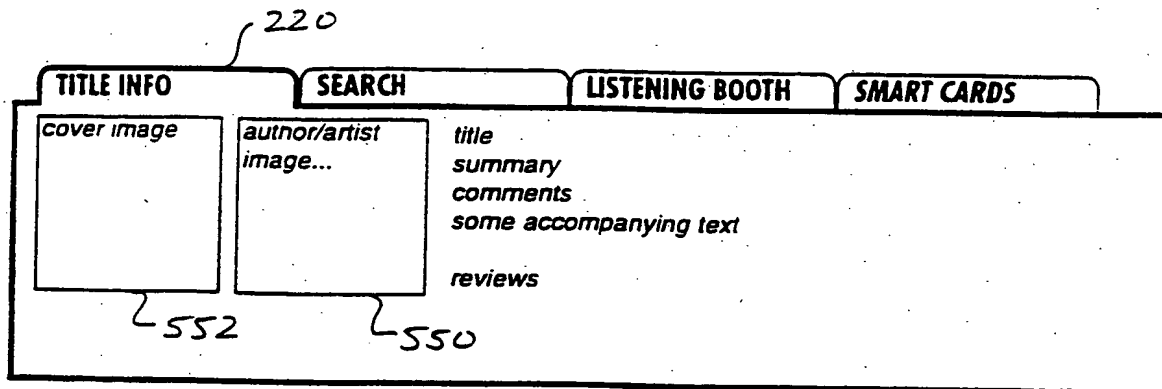 220
TITLE INFO SEARCH LISTENING BOOTH SMART CARDS
cover image
author/artist
image...
title
summary
comments
some accompanying text
reviews
552
550